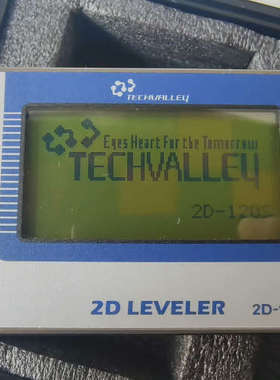 TECHVALLEY
Eyes Heart For the Tomorrow
TECHVALLEY
2D-120S
2D LEVELER